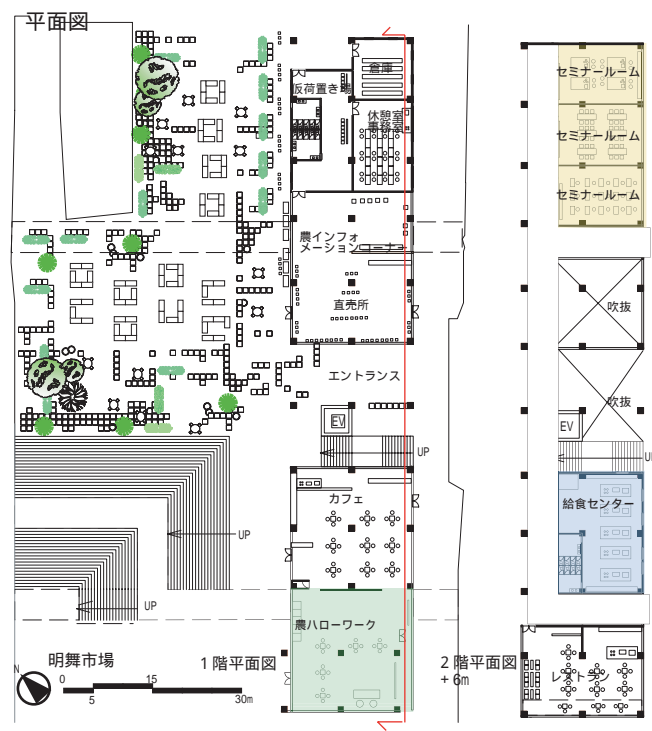 平面図
倉庫
仮荷置き場
休憩室
事務室
農インフォ
メーションコーナー
直売所
エントランス
EV
UP
カフェ
UP
UP
農ハローワーク
明舞市場
1階平面図
N
0
15
5
30m
セミナールーム
セミナールーム
セミナールーム
吹抜
吹抜
EV
給食センター
2階平面図
+6m
レストラン